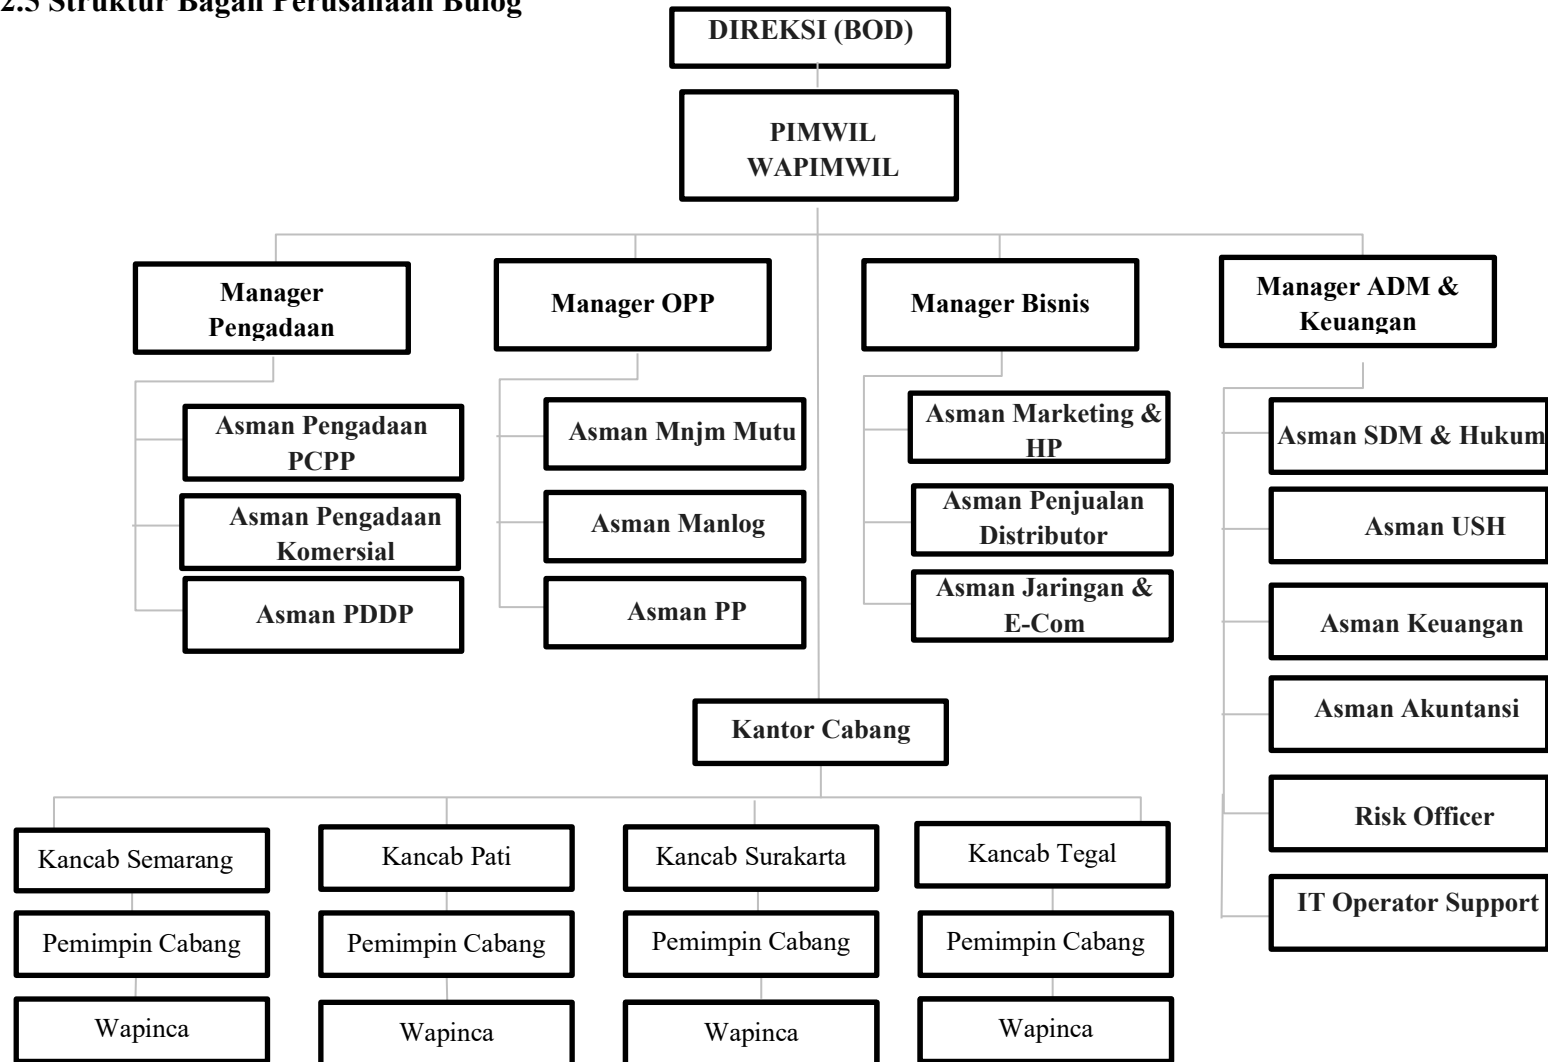 2.5 Struktur Bagan Perusahaan Bulog
DIREKSI (BOD)
PIMWIL
WAPIMWIL
Manager
Pengadaan
Manager OPP
Manager Bisnis
Manager ADM &
Keuangan
Asman Pengadaan
PCPP
Asman Pengadaan
Komersial
Asman PDDP
Asman Mnjm Mutu
Asman Manlog
Asman PP
Asman Marketing &
HP
Asman Penjualan
Distributor
Asman Jaringan &
E-Com
Asman SDM & Hukum
Asman USH
Asman Keuangan
Asman Akuntansi
Risk Officer
IT Operator Support
Kantor Cabang
Kancab Semarang
Pemimpin Cabang
Wapinca
Kancab Pati
Pemimpin Cabang
Wapinca
Kancab Surakarta
Pemimpin Cabang
Wapinca
Kancab Tegal
Pemimpin Cabang
Wapinca